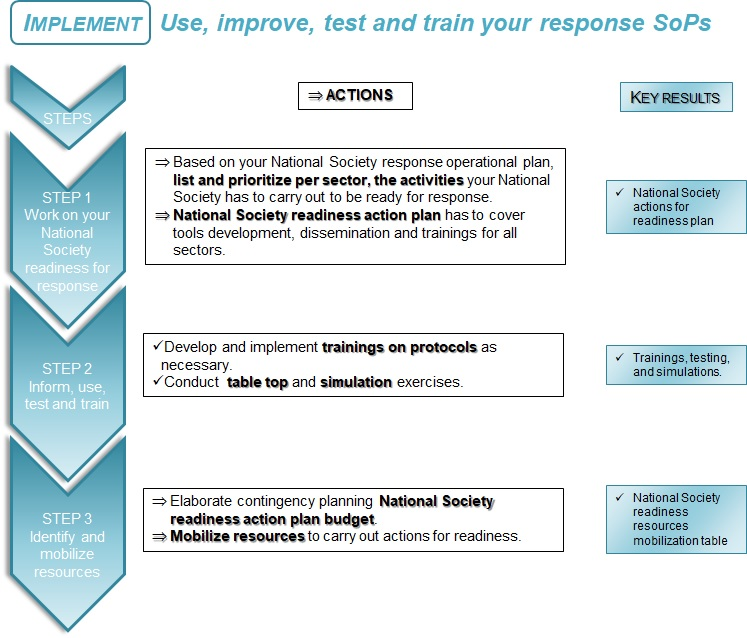 IMPLEMENT Use, improve, test and train your response SoPs
STEPS
⇒ ACTIONS
KEY RESULTS
STEP 1
Work on your
National
Society
readiness for
response
⇒ Based on your National Society response operational plan,
list and prioritize per sector, the activities your National
Society has to carry out to be ready for response.
⇒ National Society readiness action plan has to cover
tools development, dissemination and trainings for all
sectors.
✓ National Society
actions for
readiness plan
STEP 2
Inform, use,
test and train
✓Develop and implement trainings on protocols as
necessary.
✓Conduct table top and simulation exercises.
✓ Trainings, testing,
and simulations.
STEP 3
Identify and
mobilize
resources
⇒ Elaborate contingency planning National Society
readiness action plan budget.
⇒ Mobilize resources to carry out actions for readiness.
✓ National Society
readiness
resources
mobilization table